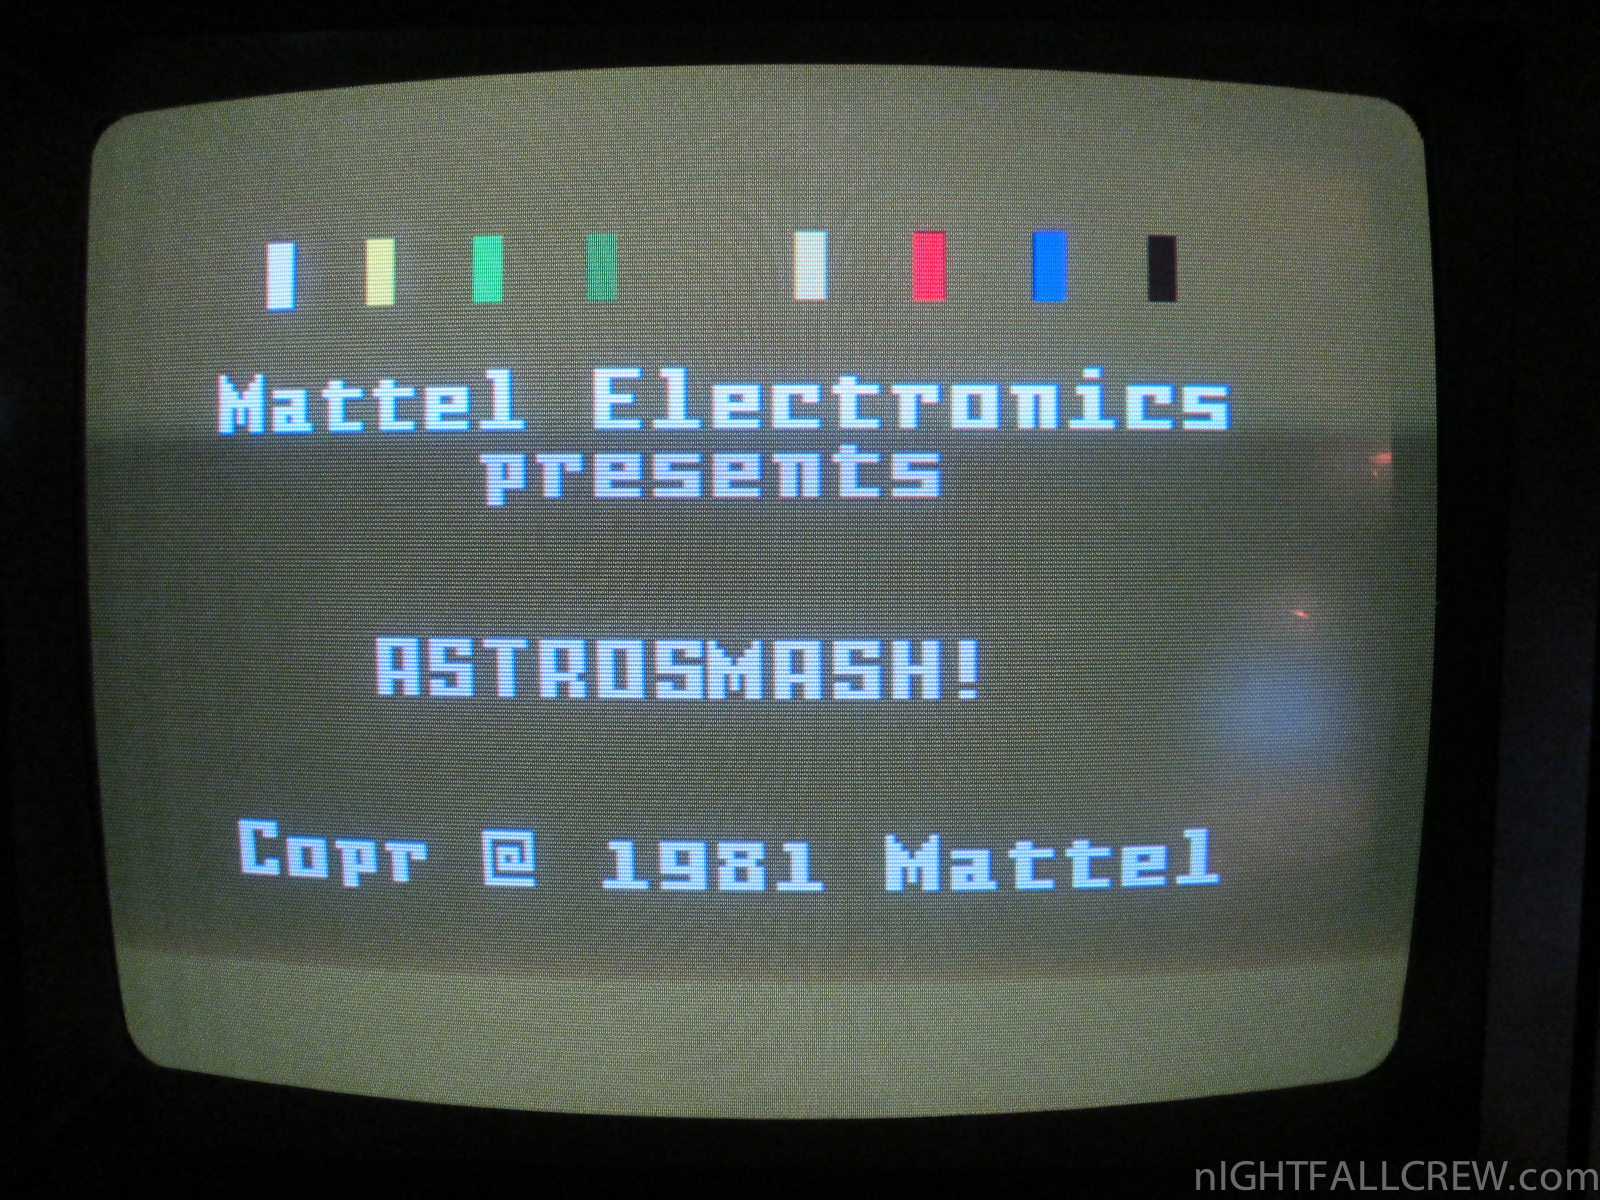 Mattel Electronics
presents
ASTROSMASH!
Copr @ 1981 Mattel
nIGHTFALLCREW.com